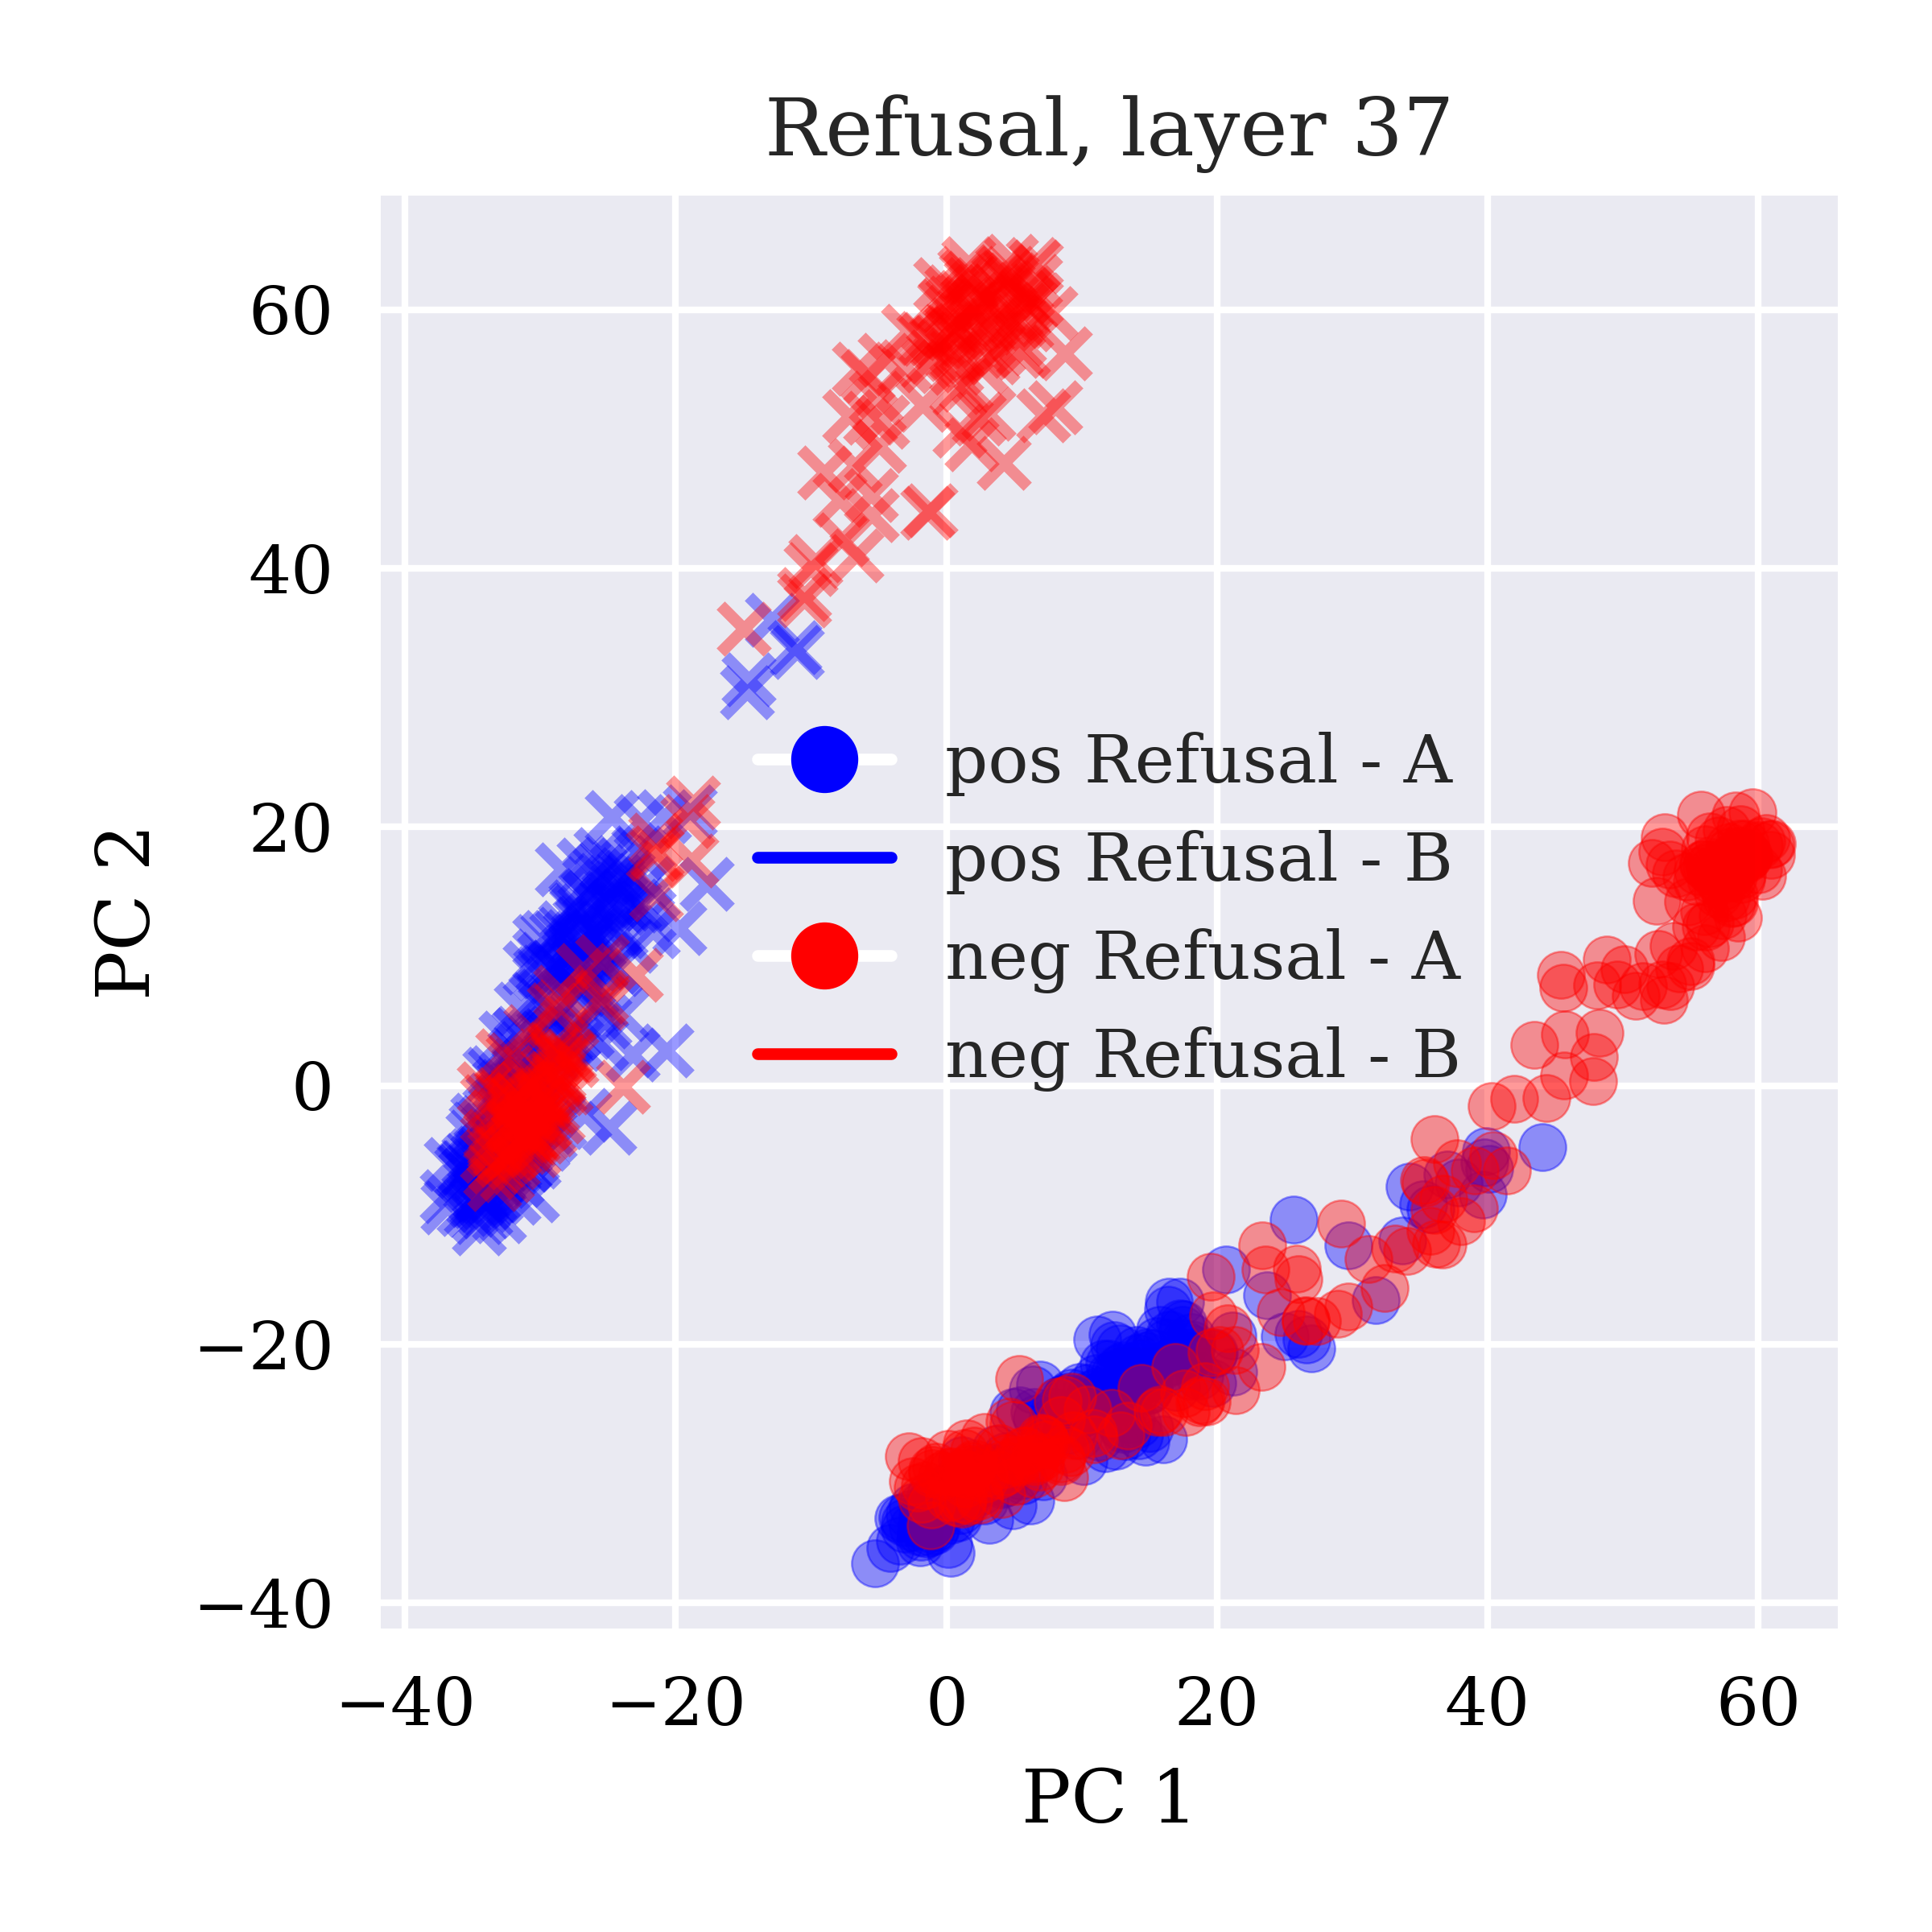 Refusal, layer 37
60
40
20
0
−20
−40
PC 2
pos Refusal - A
pos Refusal - B
neg Refusal - A
neg Refusal - B
−40 −20 0 20 40 60
PC 1